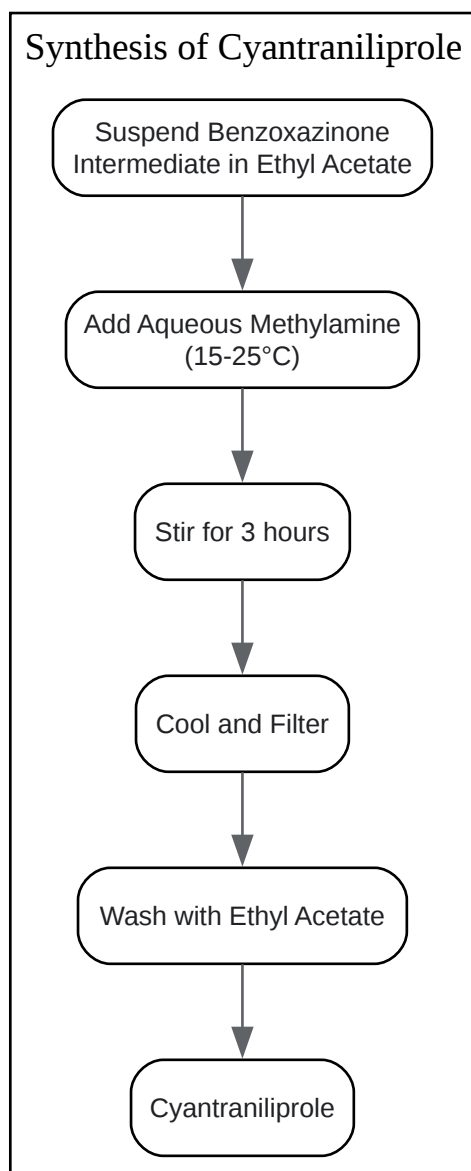 Synthesis of Cyantraniliprole
Suspend Benzoxazinone
Intermediate in Ethyl Acetate
Add Aqueous Methylamine
(15-25°C)
Stir for 3 hours
Cool and Filter
Wash with Ethyl Acetate
Cyantraniliprole